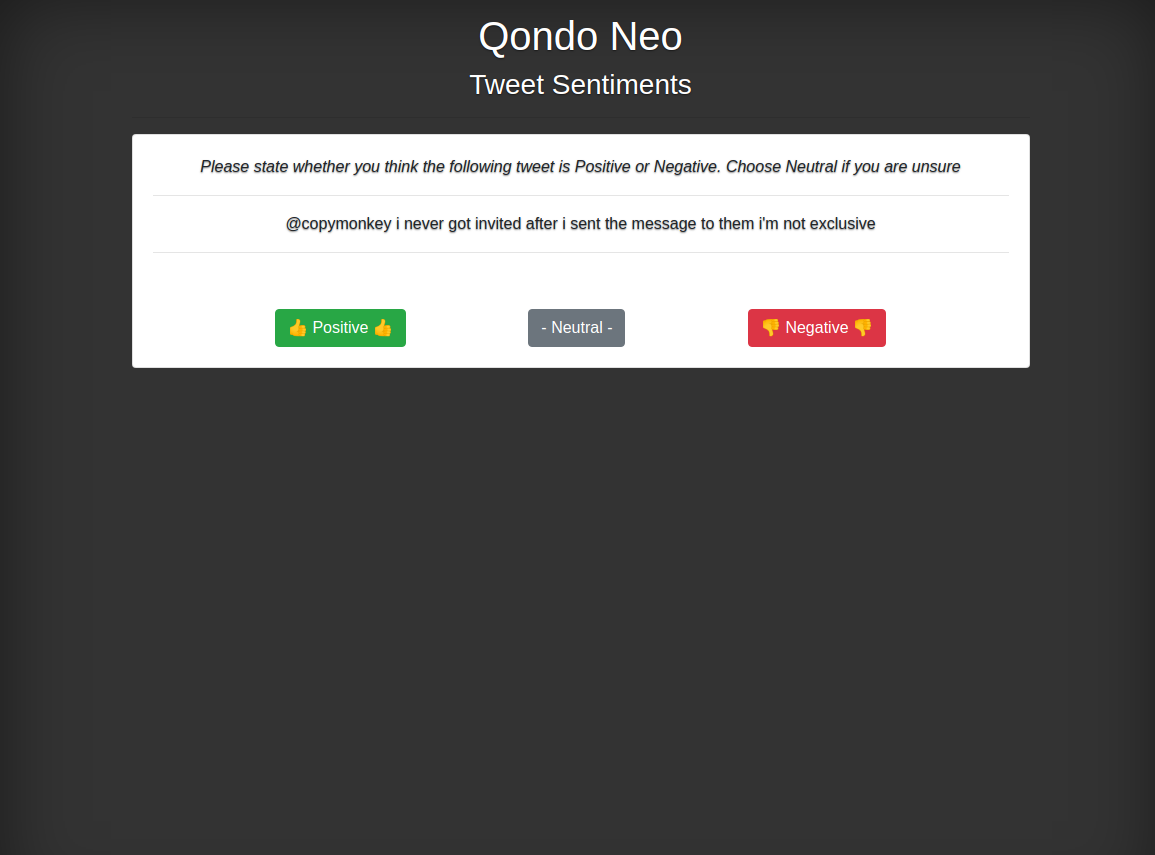 Qondo Neo
Tweet Sentiments
Please state whether you think the following tweet is Positive or Negative. Choose Neutral if you are unsure
@copymonkey i never got invited after i sent the message to them i'm not exclusive
👍 Positive 👍
- Neutral -
👎 Negative 👎